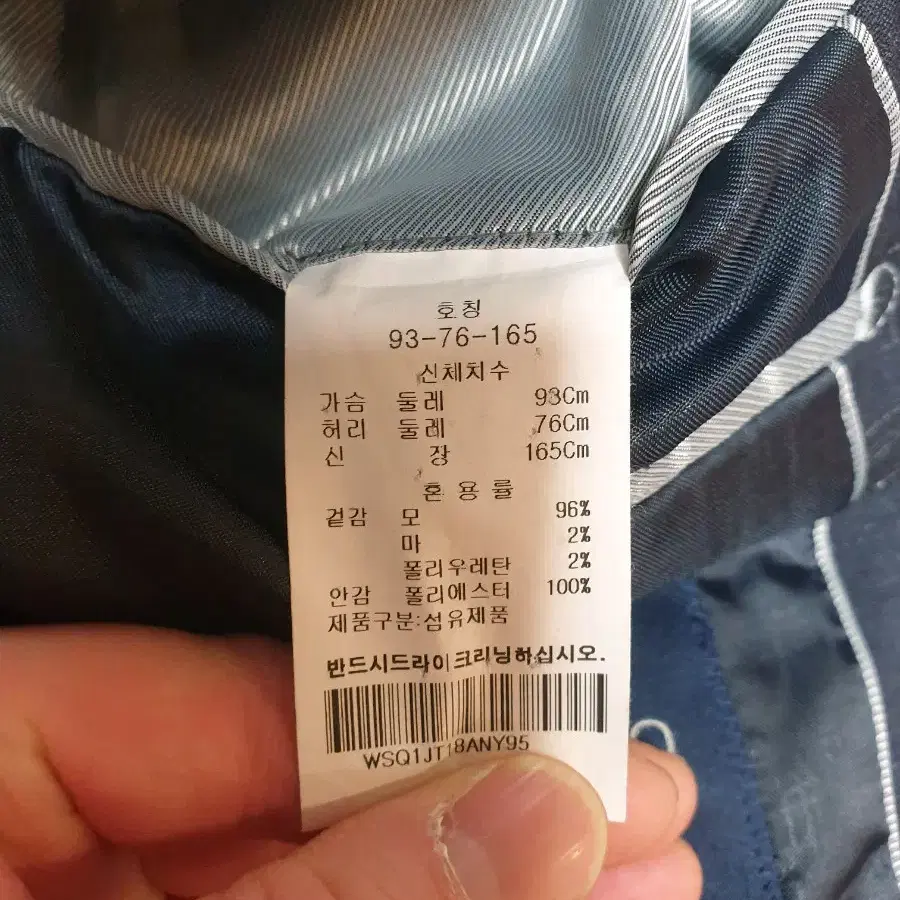 호칭
93-76-165
신체치수
가슴 둘레 93Cm
허리 둘레 76Cm
신 장 165Cm
혼 용 률
겉감 모 96%
마 2%
폴리우레탄 2%
안감 폴리에스터 100%
제품구분:섬유제품
반드시드라이크리닝하십시오.
WSQ1JT18ANY95